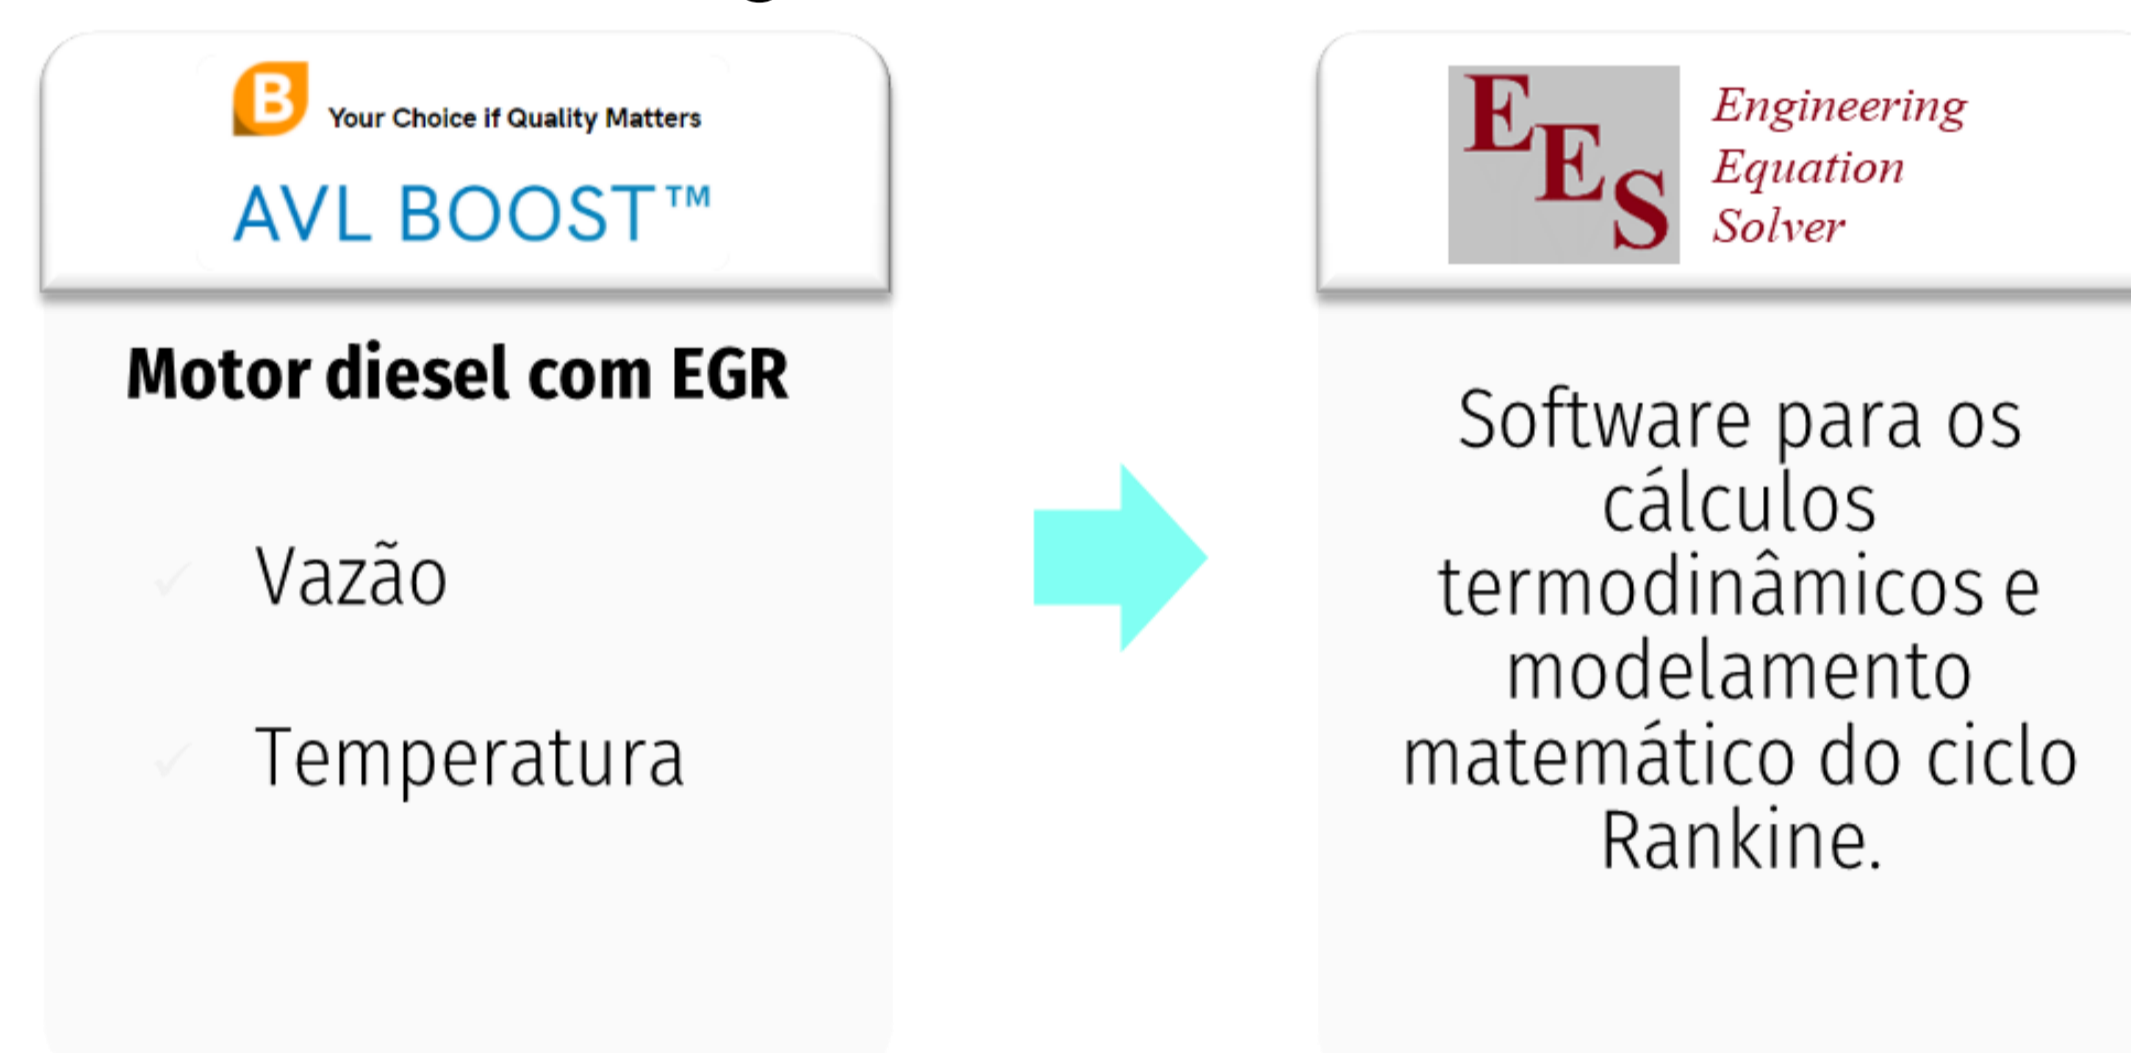 B Your Choice if Quality Matters
AVL BOOST™
Motor diesel com EGR
Vazão
Temperatura
EES
Engineering
Equation
Solver
Software para os
cálculos
termodinâmicos e
modelamento
matemático do ciclo
Rankine.